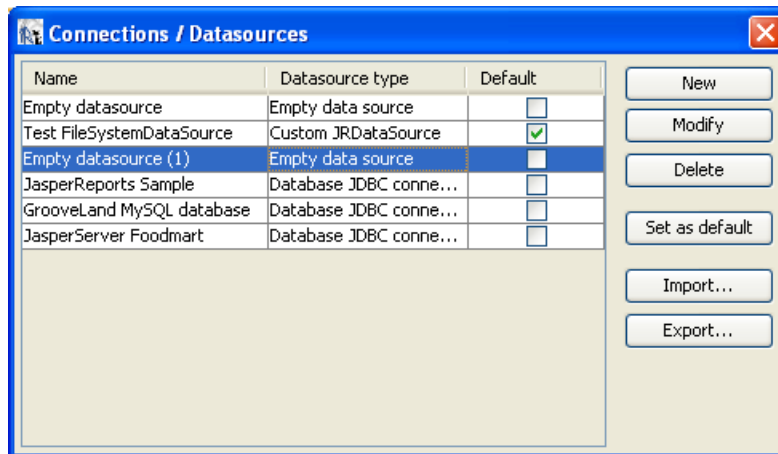 Connections / Datasources
Name Datasource type Default
Empty datasource Empty data source
Test FileSystemDataSource Custom JRDataSource
Empty datasource (1) Empty data source
JasperReports Sample Database JDBC conne...
GrooveLand MySQL database Database JDBC conne...
JasperServer Foodmart Database JDBC conne...
New
Modify
Delete
Set as default
Import...
Export...